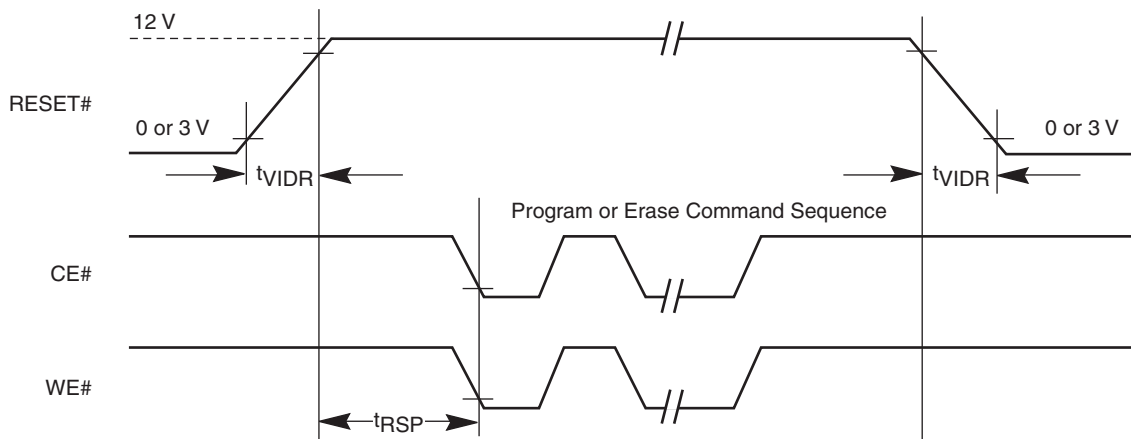 12 V
RESET#
0 or 3 V
0 or 3 V
tVIDR
tVIDR
Program or Erase Command Sequence
CE#
WE#
tRSP